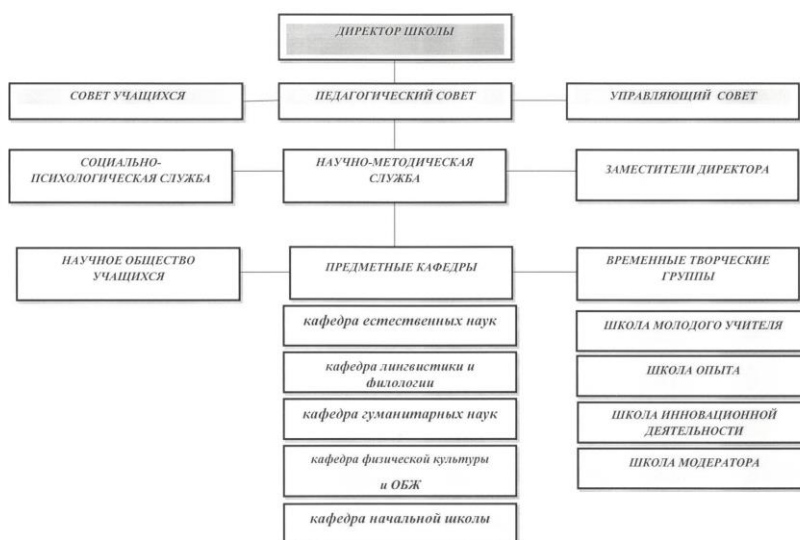 ДИРЕКТОР ШКОЛЫ
СОВЕТ УЧАЩИХСЯ
ПЕДАГОГИЧЕСКИЙ СОВЕТ
УПРАВЛЯЮЩИЙ СОВЕТ
СОЦИАЛЬНО-
ПСИХОЛОГИЧЕСКАЯ СЛУЖБА
НАУЧНО-МЕТОДИЧЕСКАЯ
СЛУЖБА
ЗАМЕСТИТЕЛИ ДИРЕКТОРА
НАУЧНОЕ ОБЩЕСТВО
УЧАЩИХСЯ
ПРЕДМЕТНЫЕ КАФЕДРЫ
ВРЕМЕННЫЕ ТВОРЧЕСКИЕ
ГРУППЫ
кафедра естественных наук
кафедра лингвистики и
филологии
кафедра гуманитарных наук
кафедра физической культуры
и ОБЖ
кафедра начальной школы
ШКОЛА МОЛОДОГО УЧИТЕЛЯ
ШКОЛА ОПЫТА
ШКОЛА ИННОВАЦИОННОЙ
ДЕЯТЕЛЬНОСТИ
ШКОЛА МОДЕРАТОРА